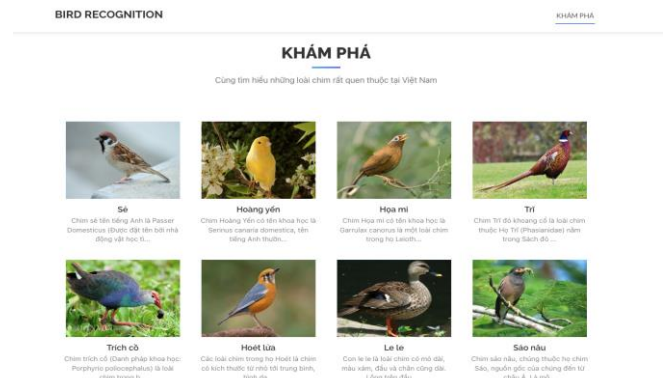 BIRD RECOGNITION
KHÁM PHÁ
KHÁM PHÁ
Cùng tìm hiểu những loài chim rất quen thuộc tại Việt Nam
Sẻ
Chim sẻ tên tiếng Anh là Passer
Domesticus (Được đặt tên bởi nhà
động vật học ti...
Hoàng yến
Chim Hoàng Yến có tên khoa học là
Serinus canaria domestica, tên
tiếng Anh thườn...
Họa mi
Chim Họa mi có tên khoa học là
Garrulax canorus là một loài chim
trong họ Leioth...
Trĩ
Chim Trĩ đỏ khoang cổ là loài chim
thuộc Họ Trĩ (Phasianidae) nằm
trong Sách đỏ ...
Trích cồ
Chim trích cồ (Danh pháp khoa học:
Porphyrio poliocephalus) là loài
Hoét lửa
Các loài chim trong họ Hoét là chim
có kích thước từ nhỏ tới trung bình,
Le le
Con le le là loài chim có mỏ dài,
màu xám, đầu và chân cũng dài.
Sáo nâu
Chim sáo nâu, chúng thuộc họ chim
Sáo, nguồn gốc của chúng đến từ